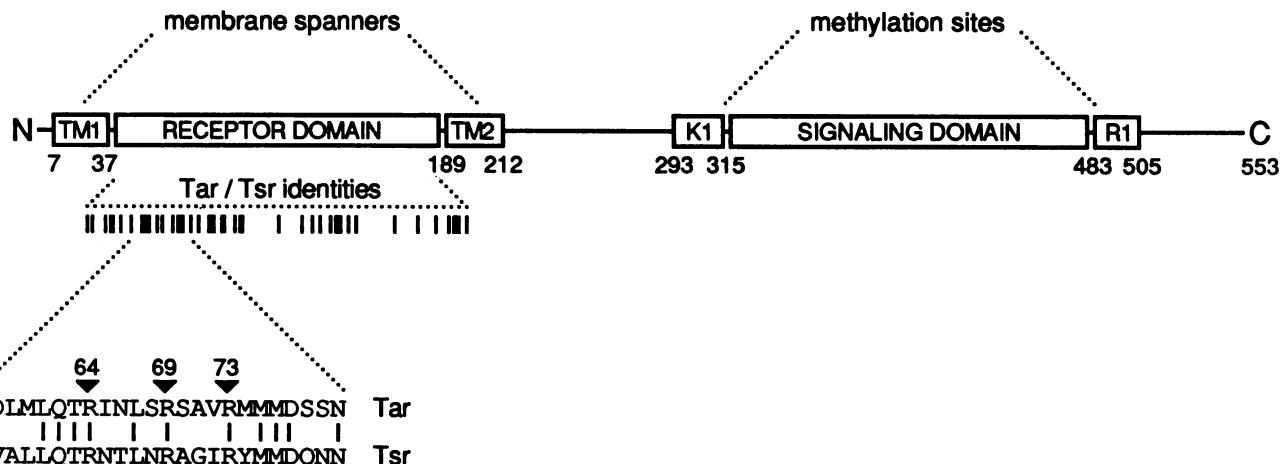 membrane spanners methylation sites
N TM1 RECEPTOR DOMAIN TM2 K1 SIGNALING DOMAIN R1 C
7 37 189 212 293 315 483 505 553
Tar / Tsr identities
64 69 73
DLMLQTRINLSRSAVRMMMDSSN Tar
VALLQTRNTLNRAGIRYMMDQNN Tsr